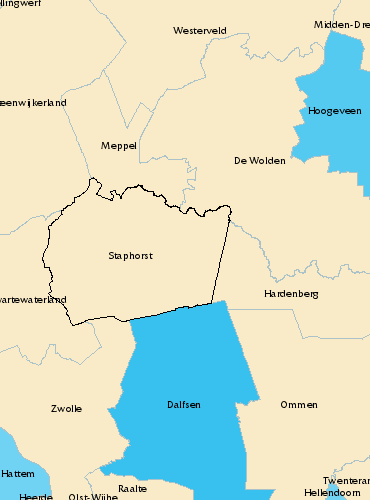 llingwerf
Midden-Dre
Westerveld
eenwijkerland
Hoogeveen
Meppel
De Wolden
Staphorst
Hardenberg
wartewaterland
Zwolle
Dalfsen
Ommen
Hattem
Twenteran
Raalte
Hellendoorn
Heerde
Olst-Wijhe